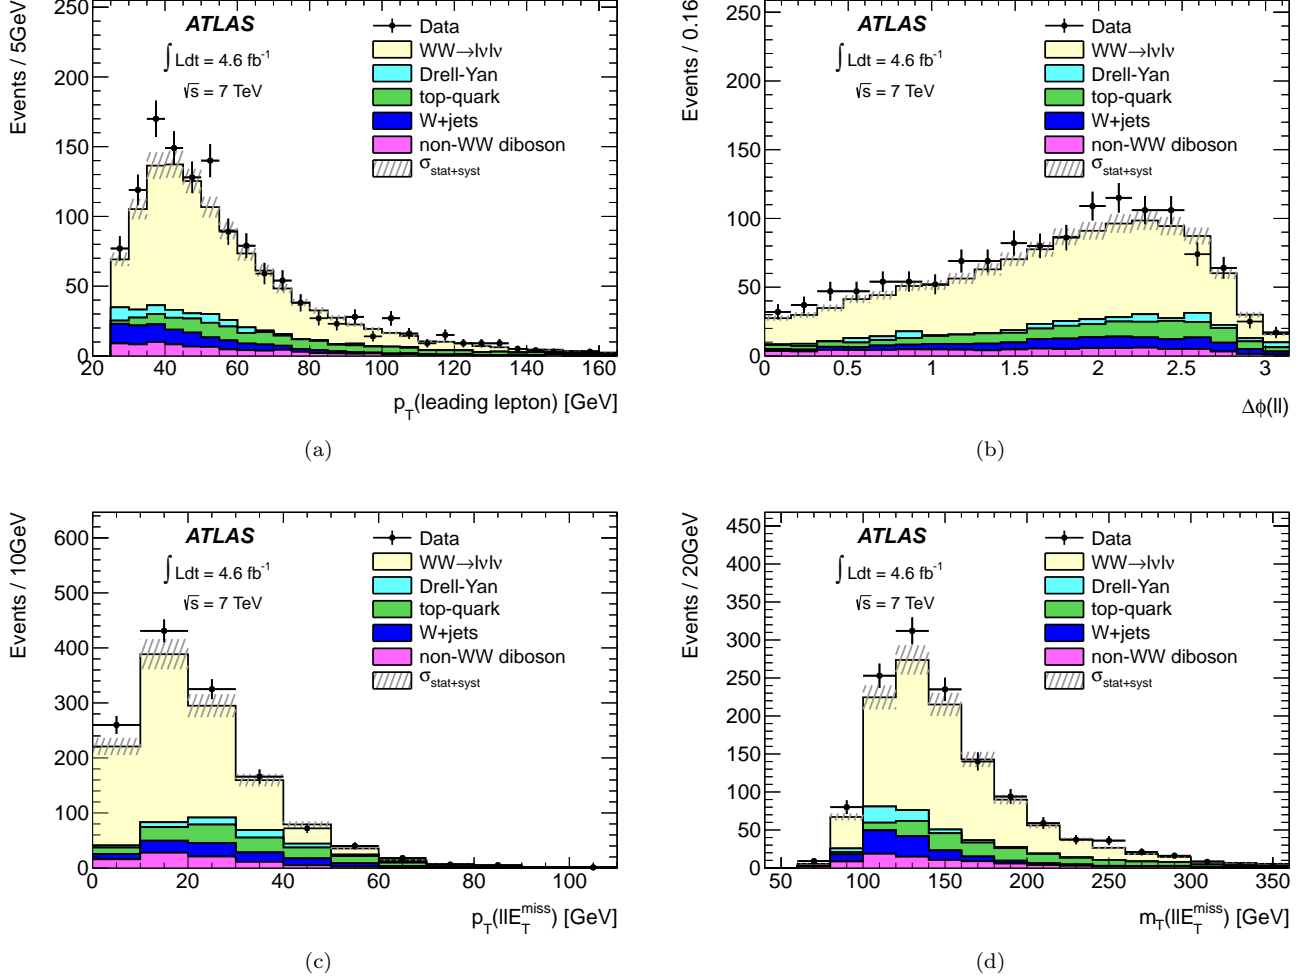 Events / 5GeV
250
200
150
100
50
0
ATLAS
∫ Ldt = 4.6 fb⁻¹
√s = 7 TeV
Data
WW→lνlν
Drell-Yan
top-quark
W+jets
non-WW diboson
σstat+syst
20 40 60 80 100 120 140 160
pT(leading lepton) [GeV]
(a)
Events / 0.16
250
200
150
100
50
0
ATLAS
∫ Ldt = 4.6 fb⁻¹
√s = 7 TeV
Data
WW→lνlν
Drell-Yan
top-quark
W+jets
non-WW diboson
σstat+syst
0 0.5 1 1.5 2 2.5 3
Δϕ(ll)
(b)
Events / 10GeV
600
500
400
300
200
100
0
ATLAS
∫ Ldt = 4.6 fb⁻¹
√s = 7 TeV
Data
WW→lνlν
Drell-Yan
top-quark
W+jets
non-WW diboson
σstat+syst
0 20 40 60 80 100
pT(llETmiss) [GeV]
(c)
Events / 20GeV
450
400
350
300
250
200
150
100
50
0
ATLAS
∫ Ldt = 4.6 fb⁻¹
√s = 7 TeV
Data
WW→lνlν
Drell-Yan
top-quark
W+jets
non-WW diboson
σstat+syst
50 100 150 200 250 300 350
mT(llETmiss) [GeV]
(d)